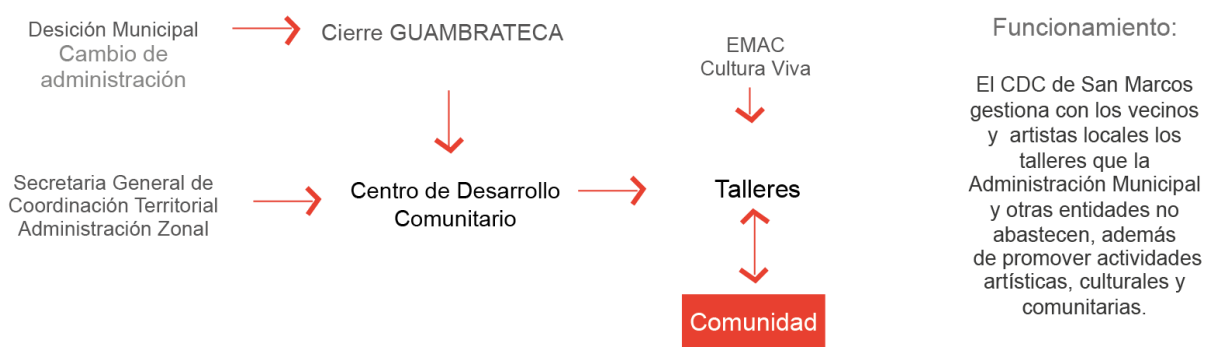 Desición Municipal
Cambio de
administración
Cierre GUAMBRATECA
EMAC
Cultura Viva
Secretaria General de
Coordinación Territorial
Administración Zonal
Centro de Desarrollo
Comunitario
Talleres
Comunidad
Funcionamiento:
El CDC de San Marcos
gestiona con los vecinos
y artistas locales los
talleres que la
Administración Municipal
y otras entidades no
abastecen, además
de promover actividades
artísticas, culturales y
comunitarias.